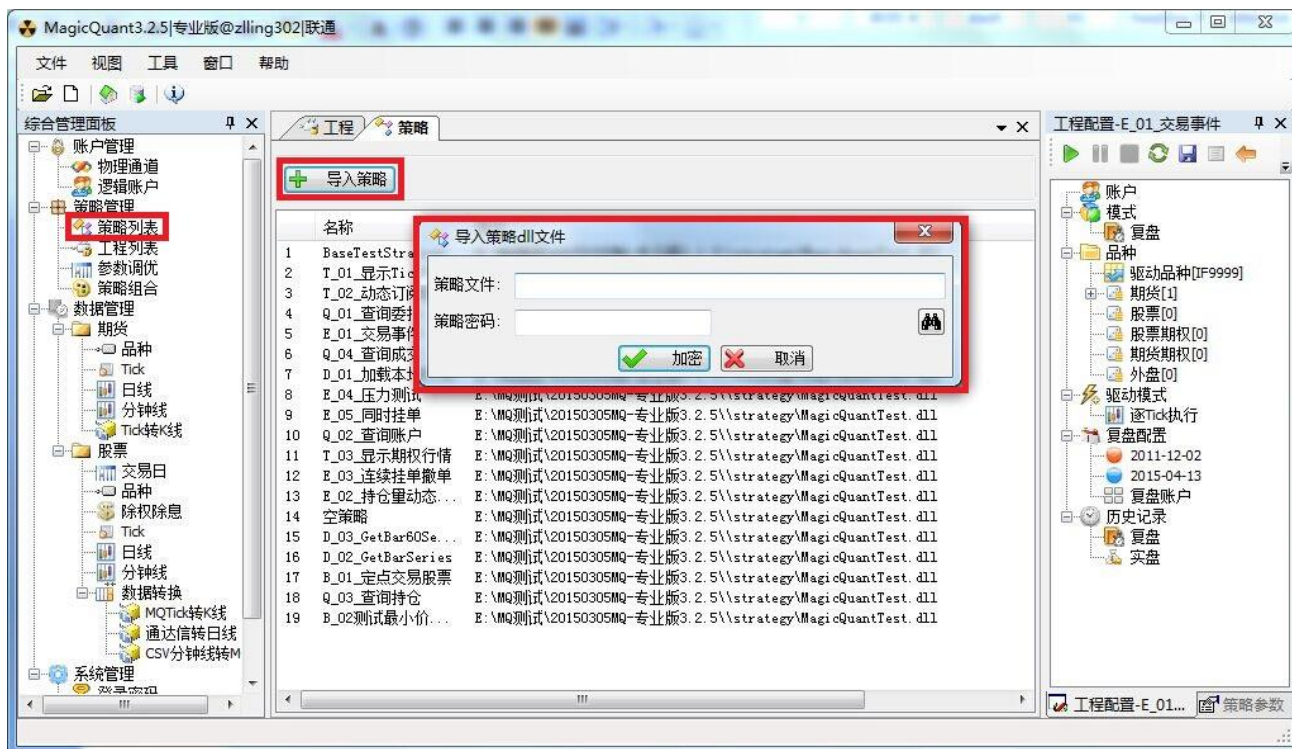 MagicQuant3.2.5|专业版@zlling302|联通
文件 视图 工具 窗口 帮助
综合管理面板
账户管理
物理通道
逻辑账户
策略管理
策略列表
工程列表
参数调优
策略组合
数据管理
期货
品种
Tick
日线
分钟线
Tick转K线
股票
交易日
品种
除权除息
Tick
日线
分钟线
数据转换
MQTick转K线
通达信转日线
CSV分钟线转M
系统管理
登录密码
工程 策略
导入策略
名称
1 BaseTestStra
2 T_01_显示Tic
3 T_02_动态订阅
4 Q_01_查询委托
5 E_01_交易事件
6 Q_04_查询成交
7 D_01_加载本地
8 E_04_压力测试 E:\MQ测试\20150305MQ-专业版3.2.5\\strategy\MagicQuantTest.dll
9 E_05_同时挂单 E:\MQ测试\20150305MQ-专业版3.2.5\\strategy\MagicQuantTest.dll
10 Q_02_查询账户 E:\MQ测试\20150305MQ-专业版3.2.5\\strategy\MagicQuantTest.dll
11 T_03_显示期权行情 E:\MQ测试\20150305MQ-专业版3.2.5\\strategy\MagicQuantTest.dll
12 E_03_连续挂单撤单 E:\MQ测试\20150305MQ-专业版3.2.5\\strategy\MagicQuantTest.dll
13 E_02_持仓量动态... E:\MQ测试\20150305MQ-专业版3.2.5\\strategy\MagicQuantTest.dll
14 空策略 E:\MQ测试\20150305MQ-专业版3.2.5\\strategy\MagicQuantTest.dll
15 D_03_GetBar60Se... E:\MQ测试\20150305MQ-专业版3.2.5\\strategy\MagicQuantTest.dll
16 D_02_GetBarSeries E:\MQ测试\20150305MQ-专业版3.2.5\\strategy\MagicQuantTest.dll
17 B_01_定点交易股票 E:\MQ测试\20150305MQ-专业版3.2.5\\strategy\MagicQuantTest.dll
18 Q_03_查询持仓 E:\MQ测试\20150305MQ-专业版3.2.5\\strategy\MagicQuantTest.dll
19 B_02测试最小价... E:\MQ测试\20150305MQ-专业版3.2.5\\strategy\MagicQuantTest.dll
导入策略dll文件
策略文件:
策略密码:
加密 取消
工程配置-E_01_交易事件
账户
模式
复盘
品种
驱动品种[IF9999]
期货[1]
股票[0]
股票期权[0]
期货期权[0]
外盘[0]
驱动模式
逐Tick执行
复盘配置
2011-12-02
2015-04-13
复盘账户
历史记录
复盘
实盘
工程配置-E_01... 策略参数